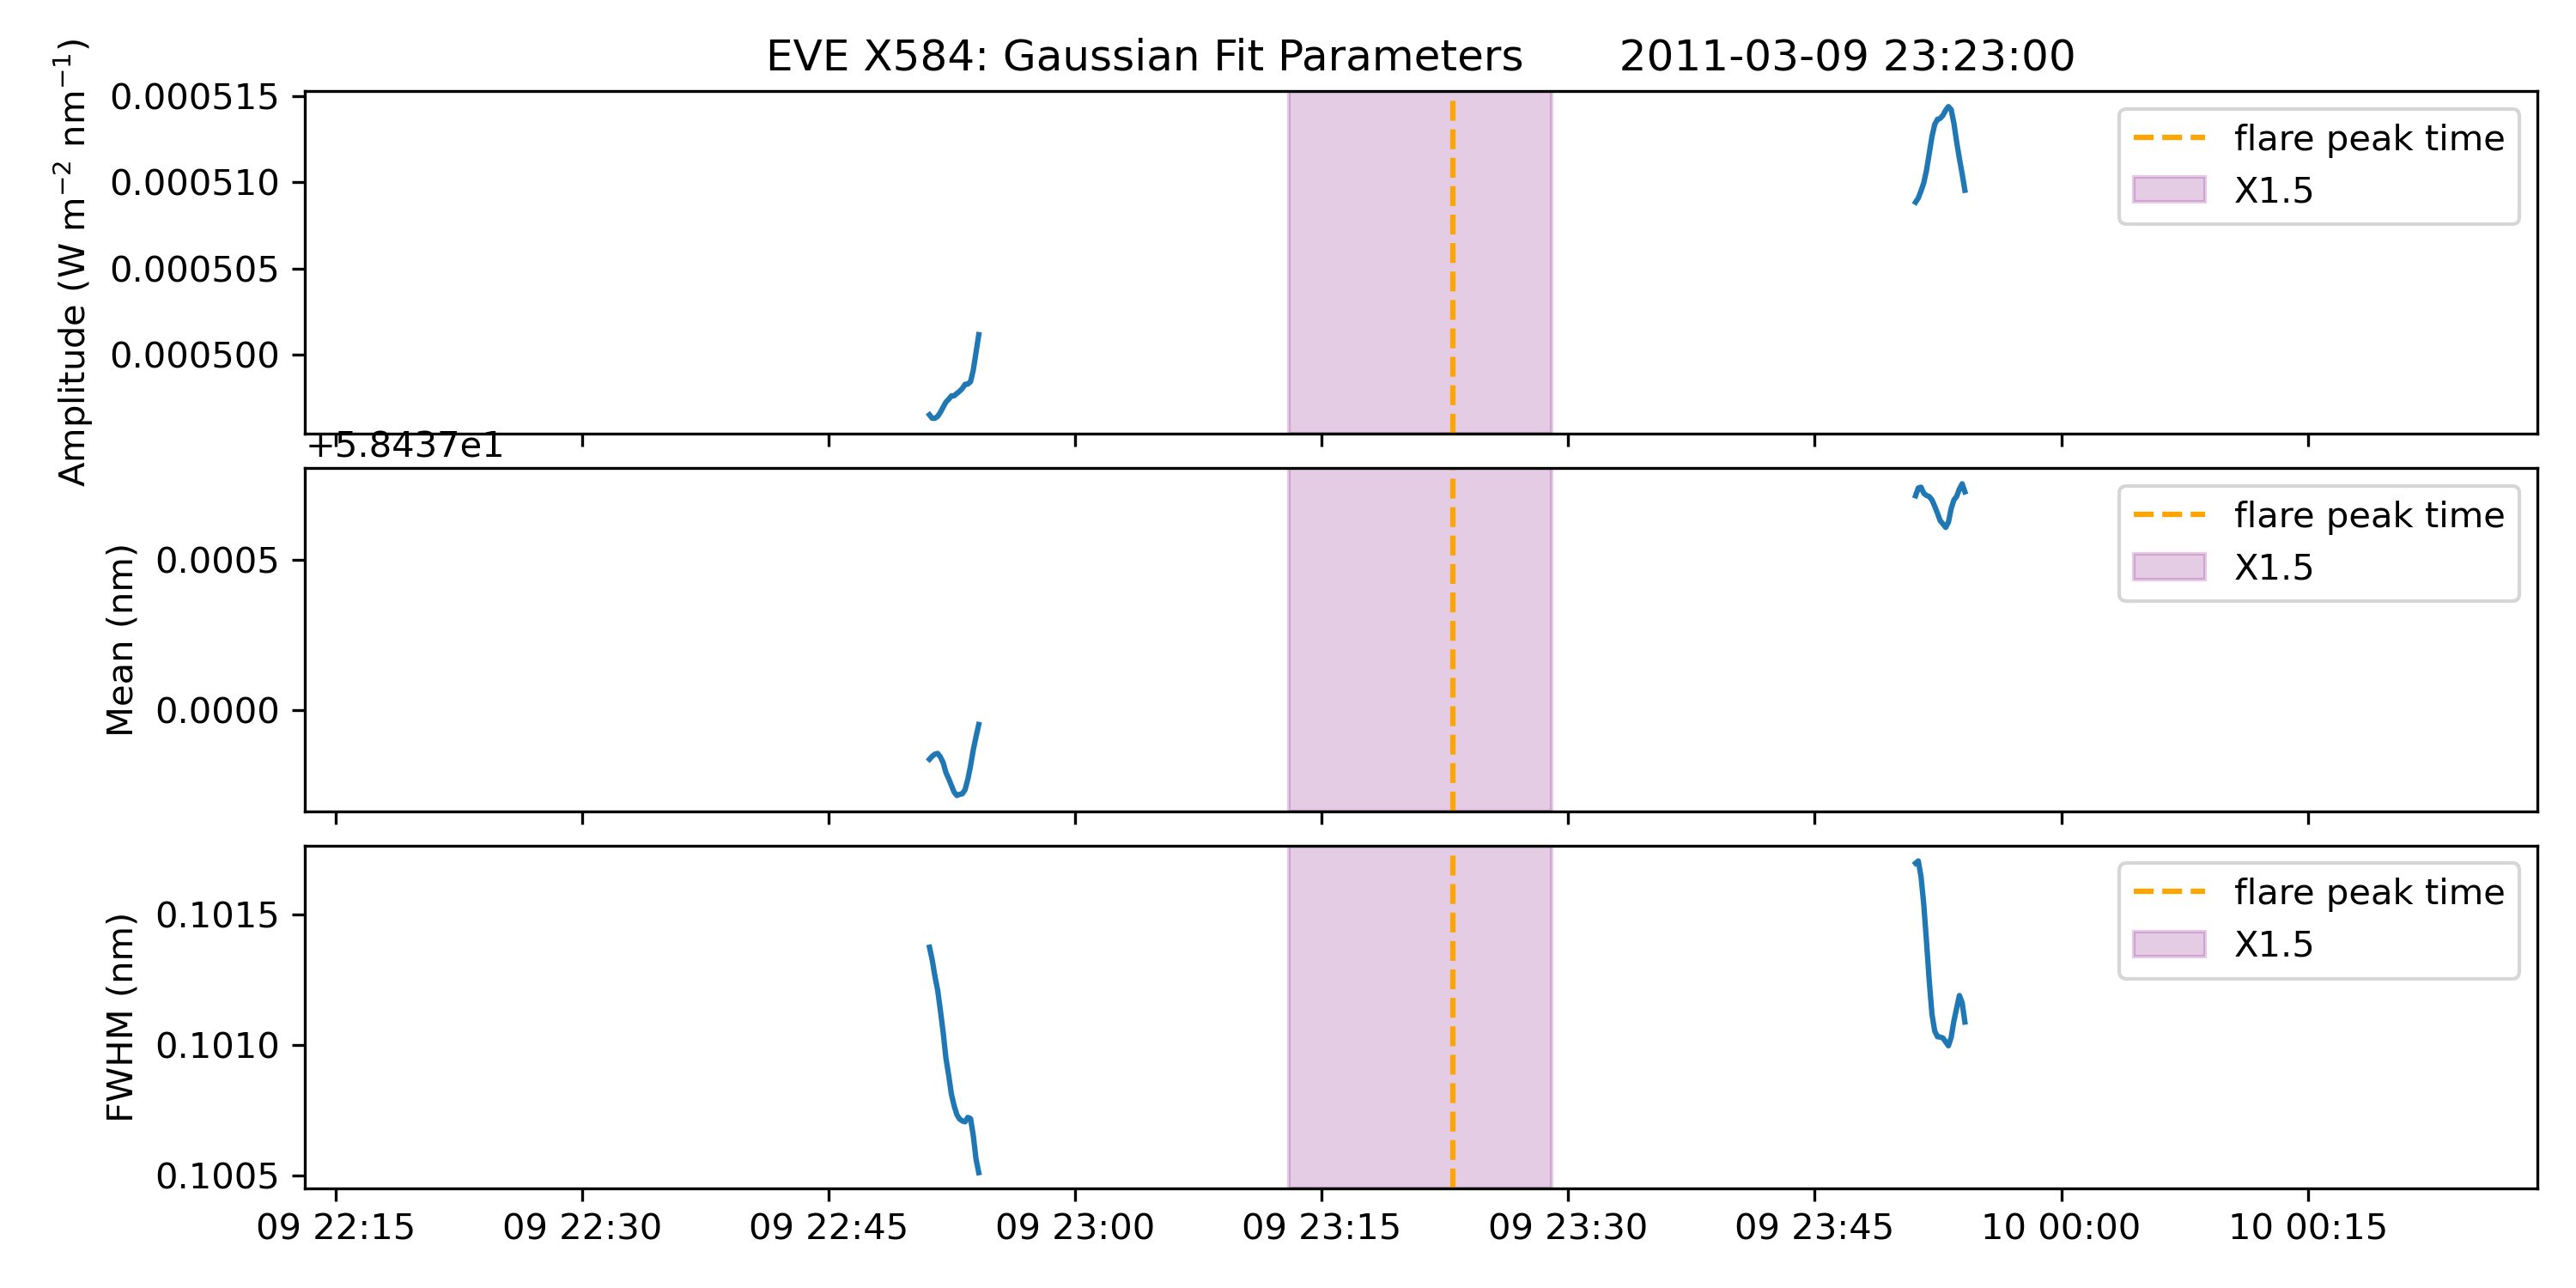 EVE X584: Gaussian Fit Parameters 2011-03-09 23:23:00
Amplitude (W m⁻² nm⁻¹)
0.000515
0.000510
0.000505
0.000500
flare peak time
X1.5
+5.8437e1
Mean (nm)
0.0005
0.0000
flare peak time
X1.5
FWHM (nm)
0.1015
0.1010
0.1005
flare peak time
X1.5
09 22:15 09 22:30 09 22:45 09 23:00 09 23:15 09 23:30 09 23:45 10 00:00 10 00:15